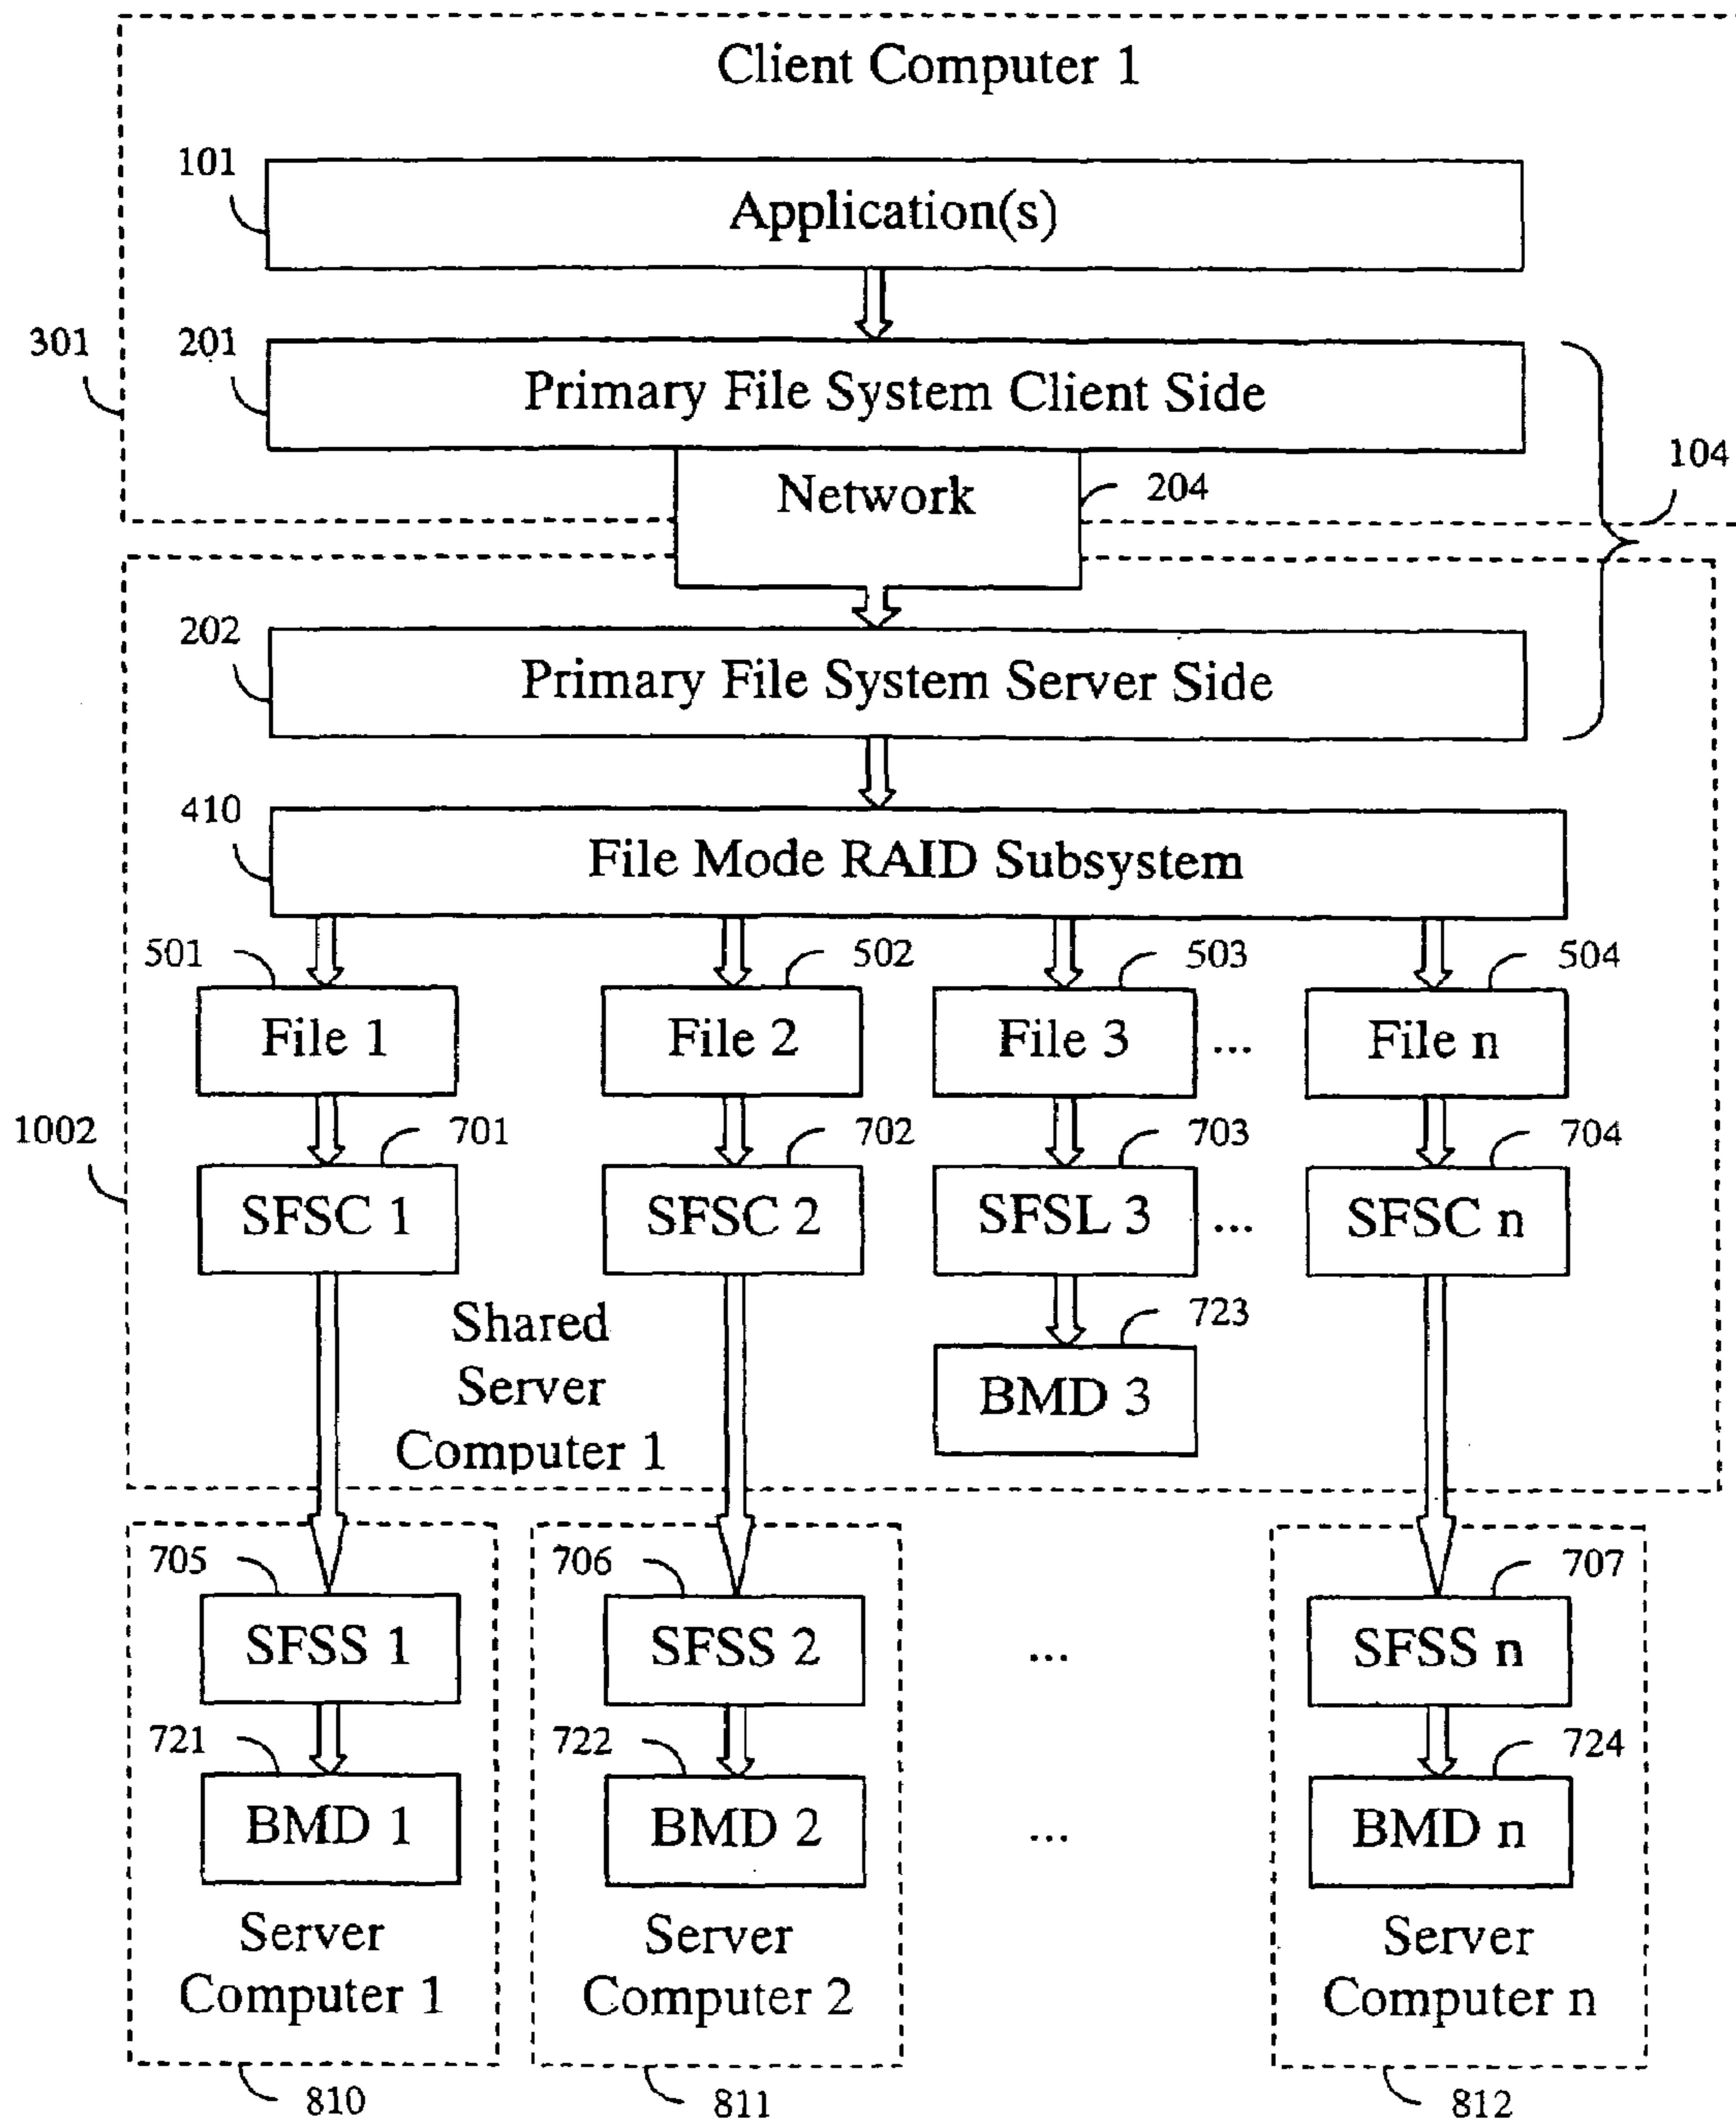 Client Computer 1
101
Application(s)
301
201
Primary File System Client Side
104
Network
204
202
Primary File System Server Side
410
File Mode RAID Subsystem
501
502
503
504
File 1
File 2
File 3
...
File n
1002
701
702
703
704
SFSC 1
SFSC 2
SFSL 3
...
SFSC n
Shared
Server
Computer 1
723
BMD 3
705
706
707
SFSS 1
SFSS 2
...
SFSS n
721
722
724
BMD 1
BMD 2
...
BMD n
Server
Computer 1
Server
Computer 2
Server
Computer n
810
811
812